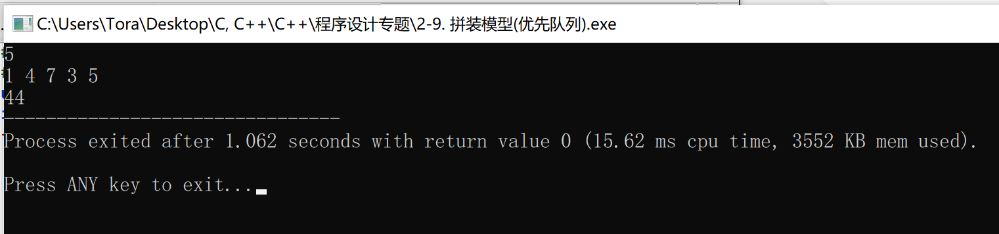 C:\Users\Tora\Desktop\C, C++\C++\程序设计专题\2-9. 拼装模型(优先队列).exe
5
1 4 7 3 5
44
--------------------------------
Process exited after 1.062 seconds with return value 0 (15.62 ms cpu time, 3552 KB mem used).
Press ANY key to exit...